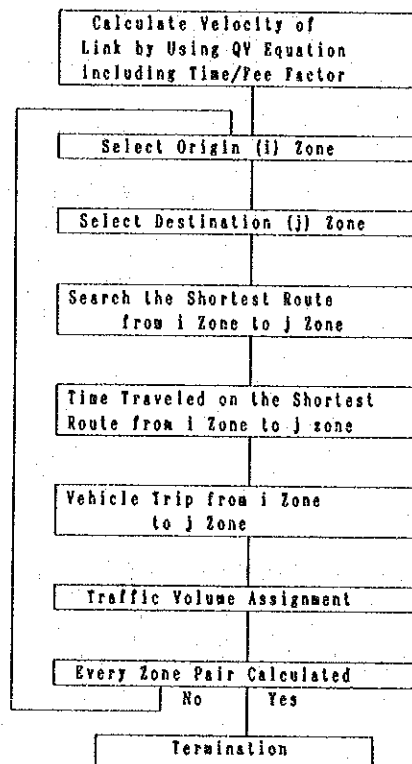 Calculate Velocity of
Link by Using QV Equation
including Time/Fee Factor
Select Origin (i) Zone
Select Destination (j) Zone
Search the Shortest Route
from i Zone to j Zone
Time Traveled on the Shortest
Route from i Zone to j zone
Vehicle Trip from i Zone
to j Zone
Traffic Volume Assignment
Every Zone Pair Calculated
No Yes
Termination